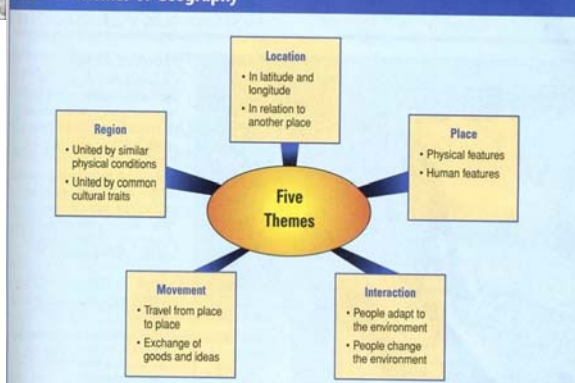 Geography
Location
• In latitude and
longitude
• In relation to
another place
Region
• United by similar
physical conditions
• United by common
cultural traits
Place
• Physical features
• Human features
Five
Themes
Movement
• Travel from place
to place
• Exchange of
goods and ideas
Interaction
• People adapt to
the environment
• People change
the environment